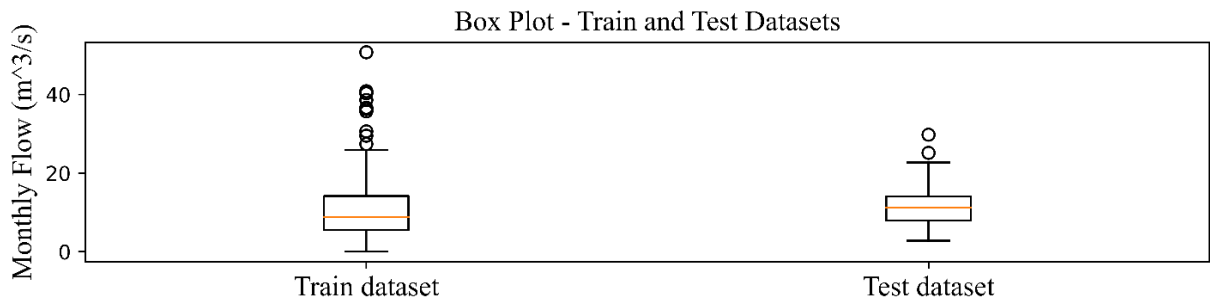 Box Plot - Train and Test Datasets
Monthly Flow (m^3/s)
40
20
0
Train dataset
Test dataset